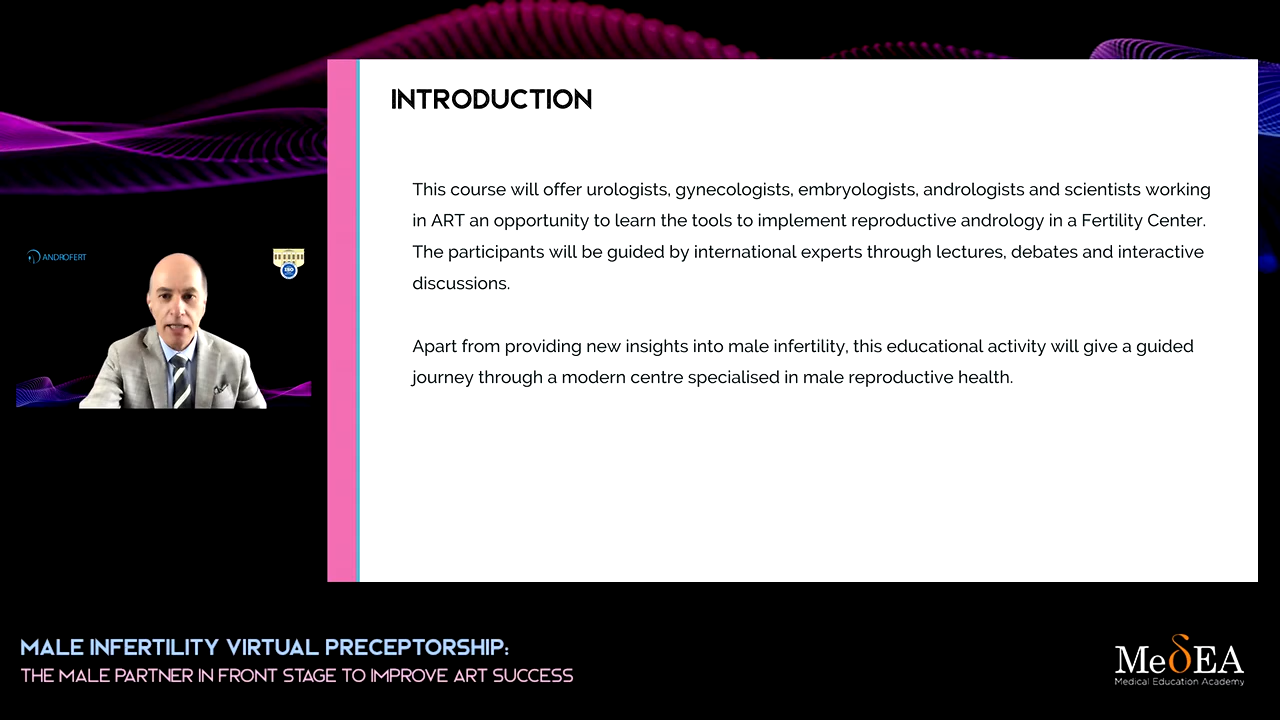 INTRODUCTION
This course will offer urologists, gynecologists, embryologists, andrologists and scientists working
in ART an opportunity to learn the tools to implement reproductive andrology in a Fertility Center.
The participants will be guided by international experts through lectures, debates and interactive
discussions.
Apart from providing new insights into male infertility, this educational activity will give a guided
journey through a modern centre specialised in male reproductive health.
ANDROFERT
ISO
MALE INFERTILITY VIRTUAL PRECEPTORSHIP:
THE MALE PARTNER IN FRONT STAGE TO IMPROVE ART SUCCESS
MeδEA
Medical Education Academy